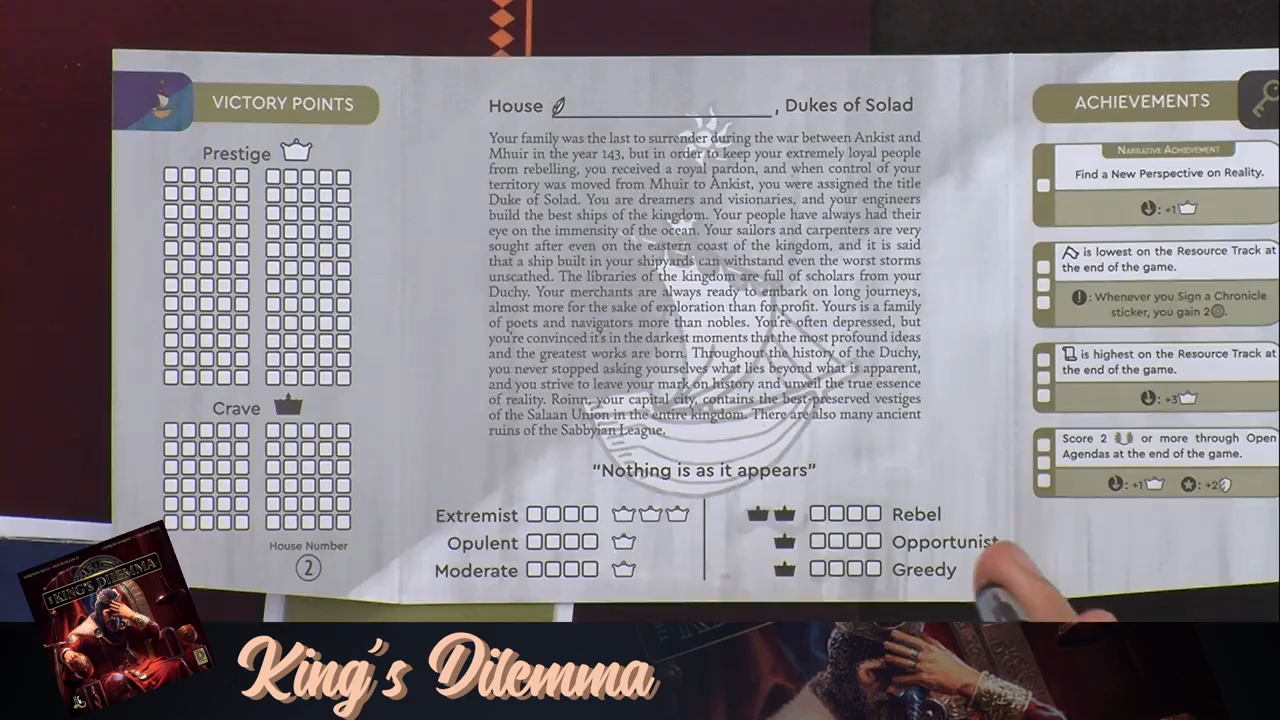 VICTORY POINTS
Prestige
Crave
House Number
2
House ____________________, Dukes of Solad
Your family was the last to surrender during the war between Ankist and
Mhuir in the year 143, but in order to keep your extremely loyal people
from rebelling, you received a royal pardon, and when control of your
territory was moved from Mhuir to Ankist, you were assigned the title
Duke of Solad. You are dreamers and visionaries, and your engineers
build the best ships of the kingdom. Your people have always had their
eye on the immensity of the ocean. Your sailors and carpenters are very
sought after even on the eastern coast of the kingdom, and it is said
that a ship built in your shipyards can withstand even the worst storms
unscathed. The libraries of the kingdom are full of scholars from your
Duchy. Your merchants are always ready to embark on long journeys,
almost more for the sake of exploration than for profit. Yours is a family
of poets and navigators more than nobles. You're often depressed, but
you're convinced it's in the darkest moments that the most profound ideas
and the greatest works are born. Throughout the history of the Duchy,
you never stopped asking yourselves what lies beyond what is apparent,
and you strive to leave your mark on history and unveil the true essence
of reality. Roinn, your capital city, contains the best-preserved vestiges
of the Salaan Union in the entire kingdom. There are also many ancient
ruins of the Sabbyian League.
"Nothing is as it appears"
Extremist
Opulent
Moderate
Rebel
Opportunist
Greedy
ACHIEVEMENTS
NARRATIVE ACHIEVEMENT
Find a New Perspective on Reality.
: +1
is lowest on the Resource Track at
the end of the game.
: Whenever you Sign a Chronicle
sticker, you gain 2
is highest on the Resource Track at
the end of the game.
: +3
Score 2 or more through Open
Agendas at the end of the game.
: +1 : +2
KING'S DILEMMA
King's Dilemma